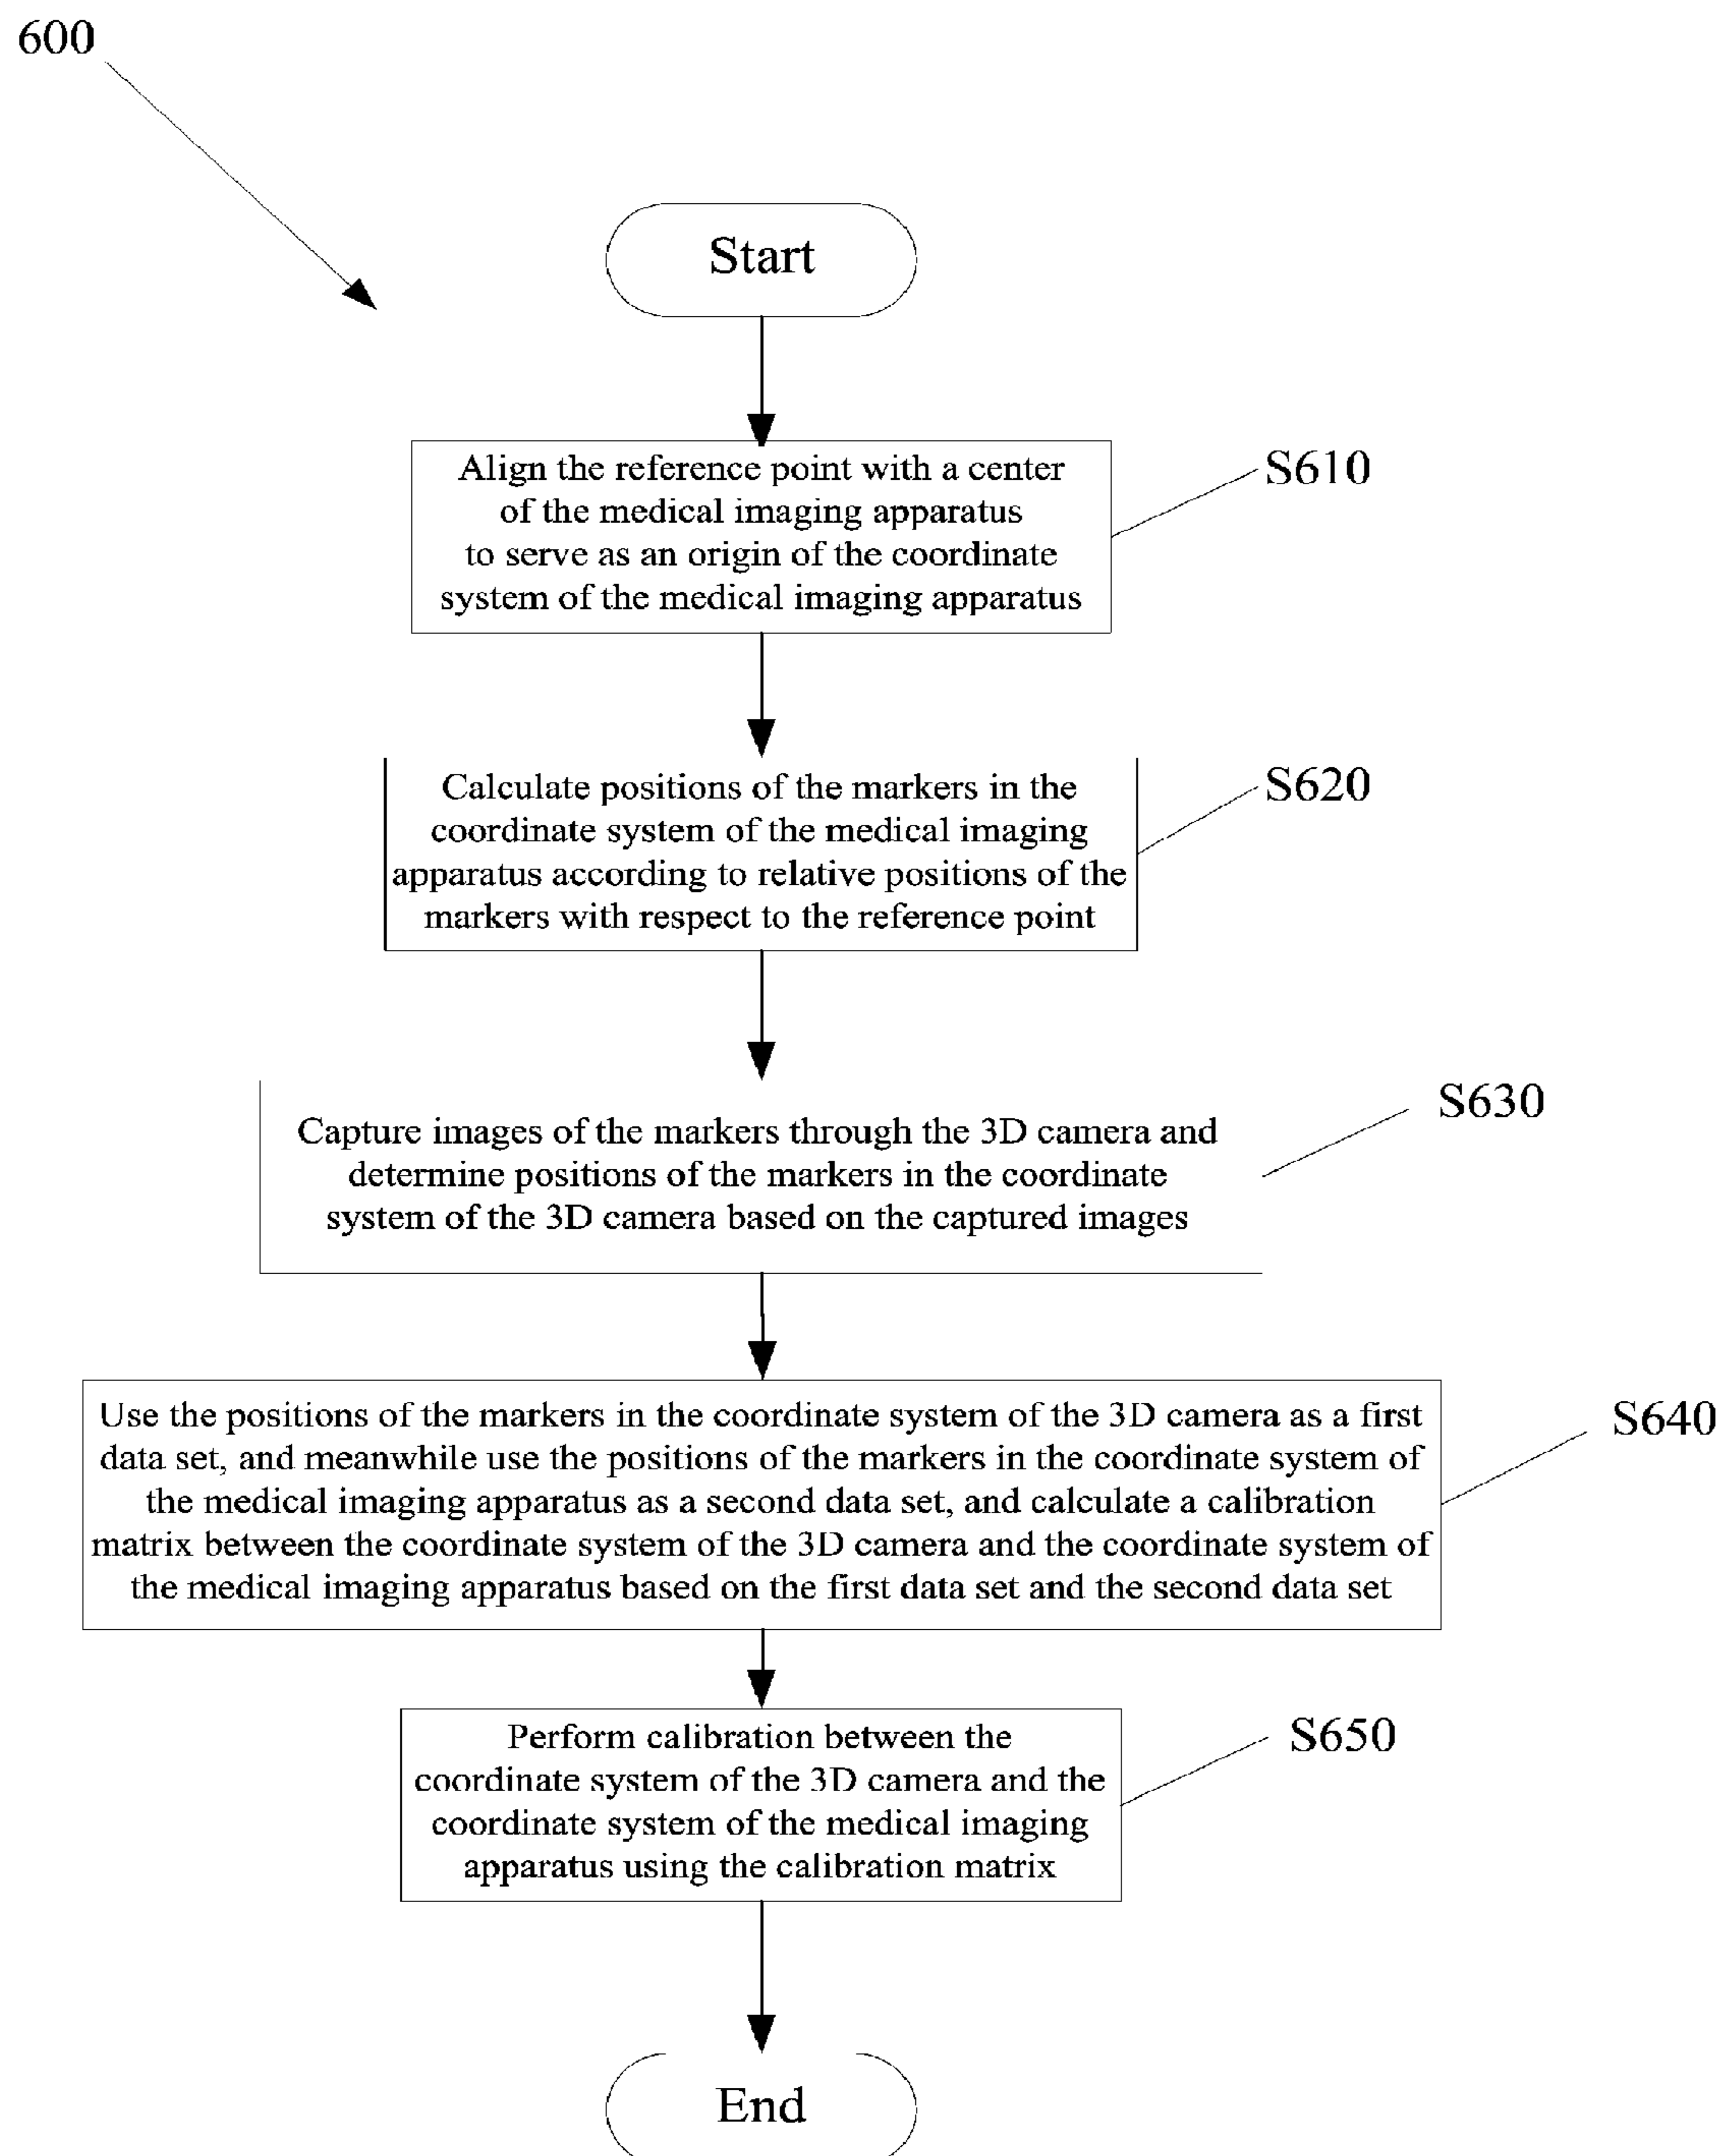 600
Start
Align the reference point with a center
of the medical imaging apparatus
to serve as an origin of the coordinate
system of the medical imaging apparatus
S610
Calculate positions of the markers in the
coordinate system of the medical imaging
apparatus according to relative positions of the
markers with respect to the reference point
S620
Capture images of the markers through the 3D camera and
determine positions of the markers in the coordinate
system of the 3D camera based on the captured images
S630
Use the positions of the markers in the coordinate system of the 3D camera as a first
data set, and meanwhile use the positions of the markers in the coordinate system of
the medical imaging apparatus as a second data set, and calculate a calibration
matrix between the coordinate system of the 3D camera and the coordinate system of
the medical imaging apparatus based on the first data set and the second data set
S640
Perform calibration between the
coordinate system of the 3D camera and the
coordinate system of the medical imaging
apparatus using the calibration matrix
S650
End